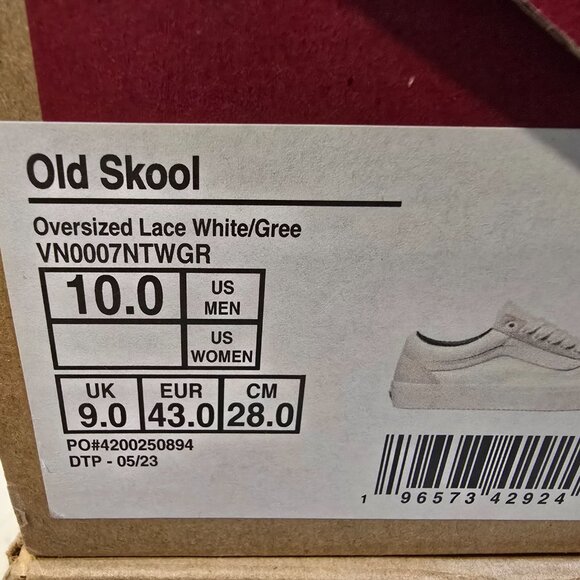 Old Skool
Oversized Lace White/Gree
VN0007NTWGR
10.0 US MEN
US WOMEN
UK 9.0 EUR 43.0 CM 28.0
PO#4200250894
DTP - 05/23
1 96573 42924